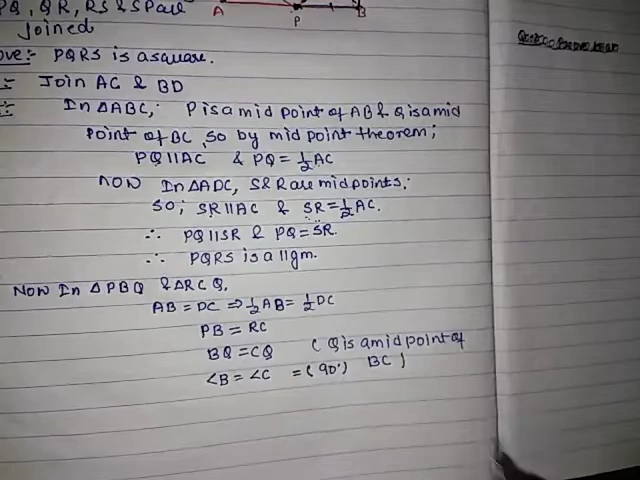 PQ, QR, RS & SP are
joined
A P B
ove:- PQRS is a square.
Join AC & BD
In ΔABC, P is a mid point of AB & Q is a mid
point of BC, so by mid point theorem;
PQ || AC & PQ = 1/2 AC
Now In ΔADC, S & R are midpoints;
So; SR || AC & SR = 1/2 AC.
∴ PQ || SR & PQ = SR.
∴ PQRS is a ||gm.
Now In ΔPBQ & ΔRCQ,
AB = DC ⇒ 1/2 AB = 1/2 DC
PB = RC
BQ = CQ (Q is a mid point of
∠B = ∠C = (90°) BC)